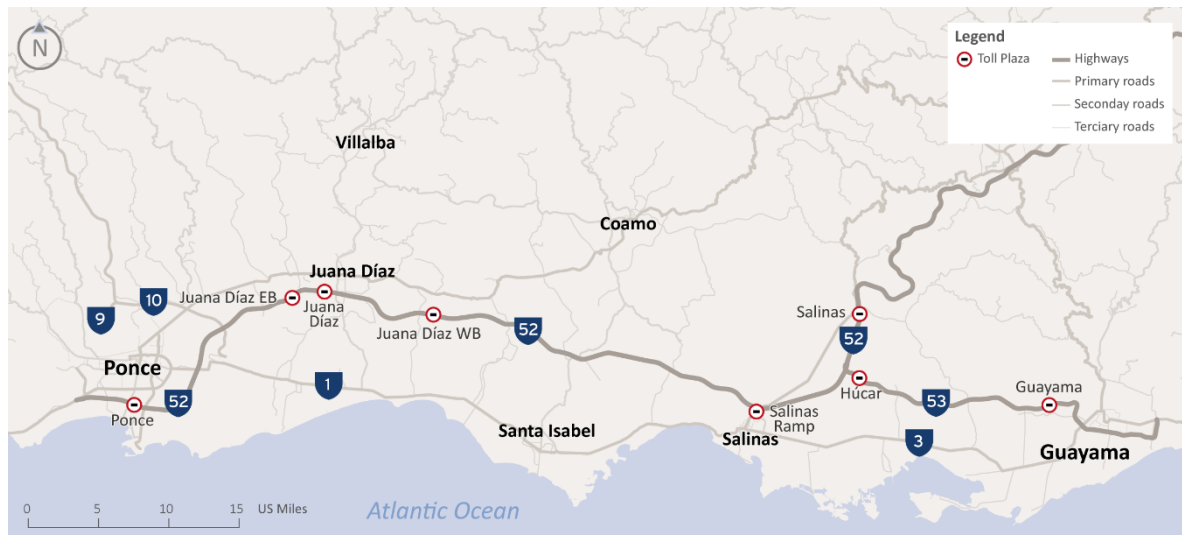 N
Legend
Toll Plaza
Highways
Primary roads
Seconday roads
Terciary roads
Villalba
Coamo
Juana Díaz
Juana Díaz EB
Juana
Díaz
Juana Díaz WB
10
9
52
Salinas
52
Ponce
52
Ponce
1
Santa Isabel
Salinas
Ramp
Salinas
Húcar
53
Guayama
3
Guayama
Atlantic Ocean
0 5 10 15 US Miles